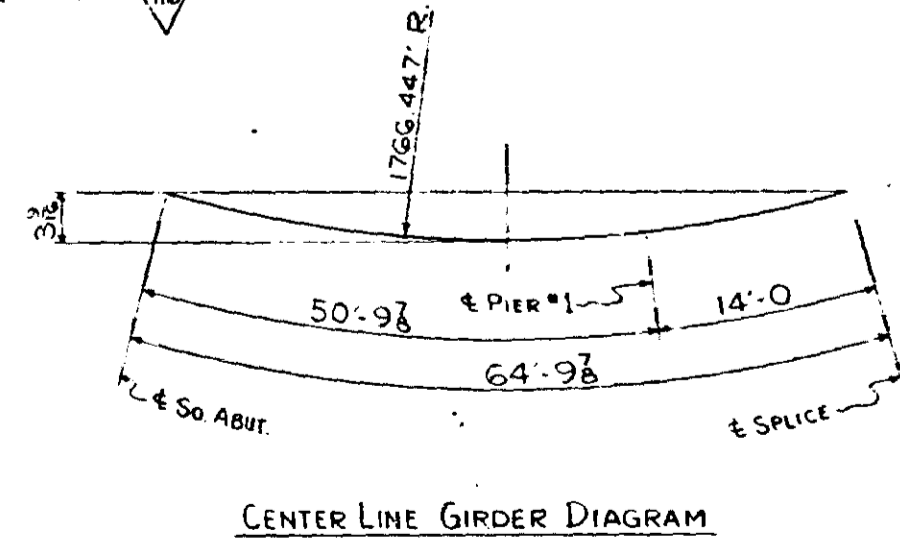 1766.447' R.
3 9/16
50'-9 7/8
℄ PIER #1
14'-0
64'-9 7/8
℄ SO. ABUT.
℄ SPLICE
CENTER LINE GIRDER DIAGRAM